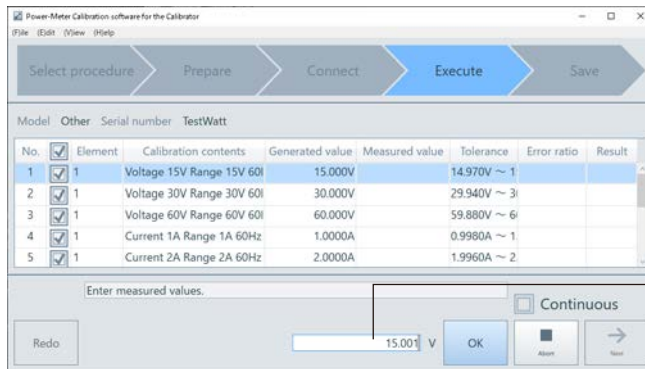 Power-Meter Calibration software for the Calibrator
(F)ile (E)dit (V)iew (H)elp
Select procedure Prepare Connect Execute Save
Model Other Serial number TestWatt
No. Element Calibration contents Generated value Measured value Tolerance Error ratio Result
1 1 Voltage 15V Range 15V 60 15.000V 14.970V ~ 1
2 1 Voltage 30V Range 30V 60 30.000V 29.940V ~ 3
3 1 Voltage 60V Range 60V 60 60.000V 59.880V ~ 6
4 1 Current 1A Range 1A 60Hz 1.0000A 0.9980A ~ 1.
5 1 Current 2A Range 2A 60Hz 2.0000A 1.9960A ~ 2.
Enter measured values.
Continuous
Redo 15.001 V OK Abort Next